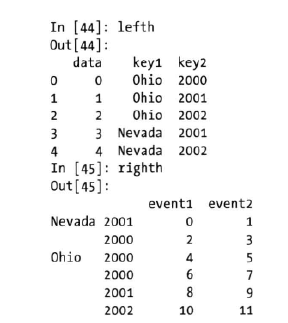 In [44]: lefth
Out[44]:
data key1 key2
0 0 Ohio 2000
1 1 Ohio 2001
2 2 Ohio 2002
3 3 Nevada 2001
4 4 Nevada 2002
In [45]: righth
Out[45]:
event1 event2
Nevada 2001 0 1
2000 2 3
Ohio 2000 4 5
2000 6 7
2001 8 9
2002 10 11